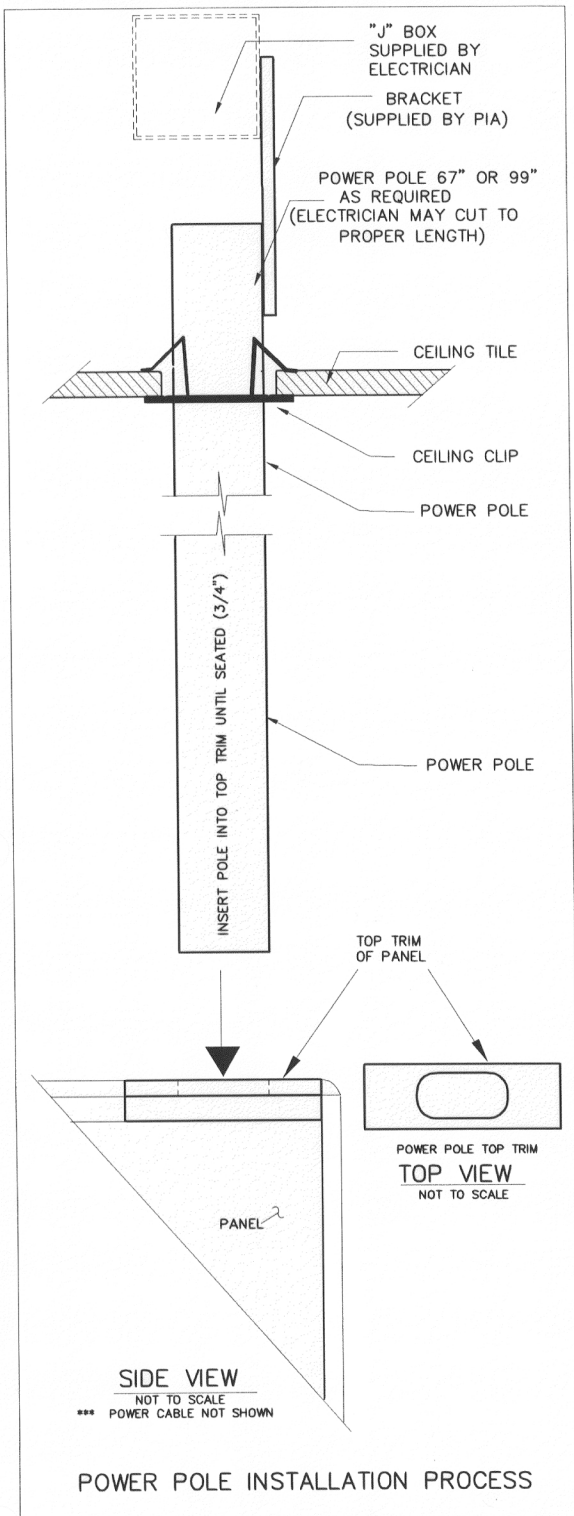 "J" BOX
SUPPLIED BY
ELECTRICIAN
BRACKET
(SUPPLIED BY PIA)
POWER POLE 67" OR 99"
AS REQUIRED
(ELECTRICIAN MAY CUT TO
PROPER LENGTH)
CEILING TILE
CEILING CLIP
POWER POLE
INSERT POLE INTO TOP TRIM UNTIL SEATED (3/4")
POWER POLE
TOP TRIM
OF PANEL
POWER POLE TOP TRIM
TOP VIEW
NOT TO SCALE
PANEL
SIDE VIEW
NOT TO SCALE
*** POWER CABLE NOT SHOWN
POWER POLE INSTALLATION PROCESS